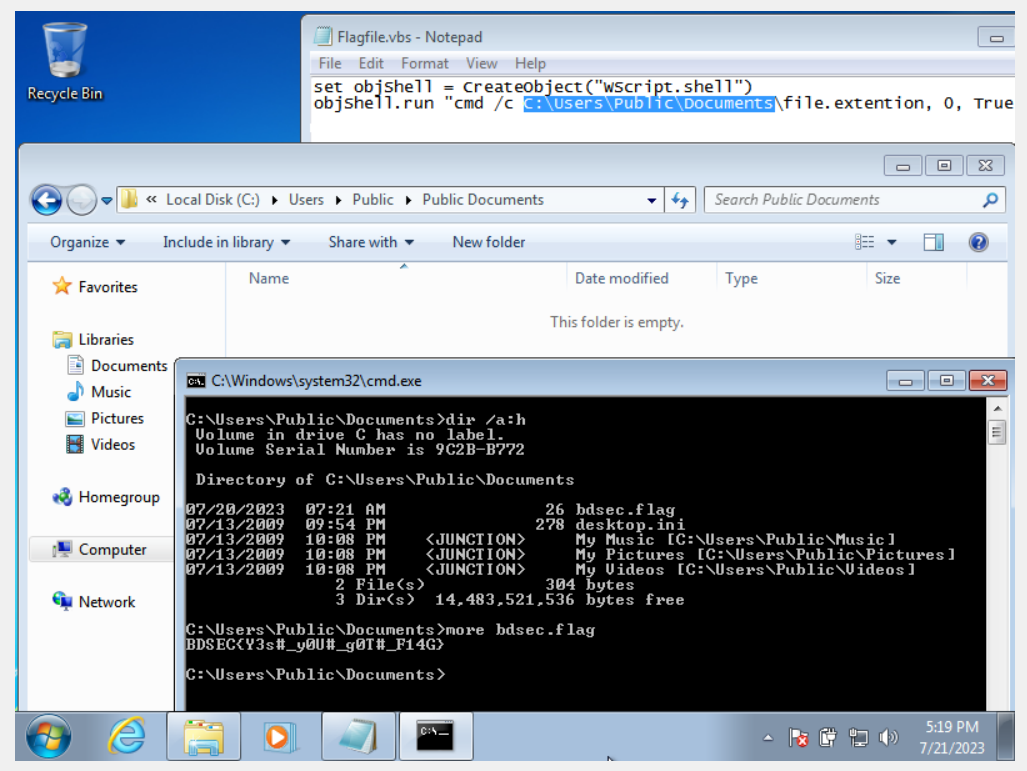 Recycle Bin
Flagfile.vbs - Notepad
File Edit Format View Help
set objShell = CreateObject("WScript.shell")
objShell.run "cmd /c C:\Users\Public\Documents\file.extention, 0, True
« Local Disk (C:) ▸ Users ▸ Public ▸ Public Documents
Search Public Documents
Organize Include in library Share with New folder
Favorites
Libraries
Documents
Music
Pictures
Videos
Homegroup
Computer
Network
Name Date modified Type Size
This folder is empty.
C:\Windows\system32\cmd.exe
C:\Users\Public\Documents>dir /a:h
Volume in drive C has no label.
Volume Serial Number is 9C2B-B772
Directory of C:\Users\Public\Documents
07/20/2023 07:21 AM 26 bdsec.flag
07/13/2009 09:54 PM 278 desktop.ini
07/13/2009 10:08 PM <JUNCTION> My Music [C:\Users\Public\Music]
07/13/2009 10:08 PM <JUNCTION> My Pictures [C:\Users\Public\Pictures]
07/13/2009 10:08 PM <JUNCTION> My Videos [C:\Users\Public\Videos]
2 File(s) 304 bytes
3 Dir(s) 14,483,521,536 bytes free
C:\Users\Public\Documents>more bdsec.flag
BDSEC{Y3s#_y0U#_g0T#_F14G}
C:\Users\Public\Documents>
5:19 PM
7/21/2023